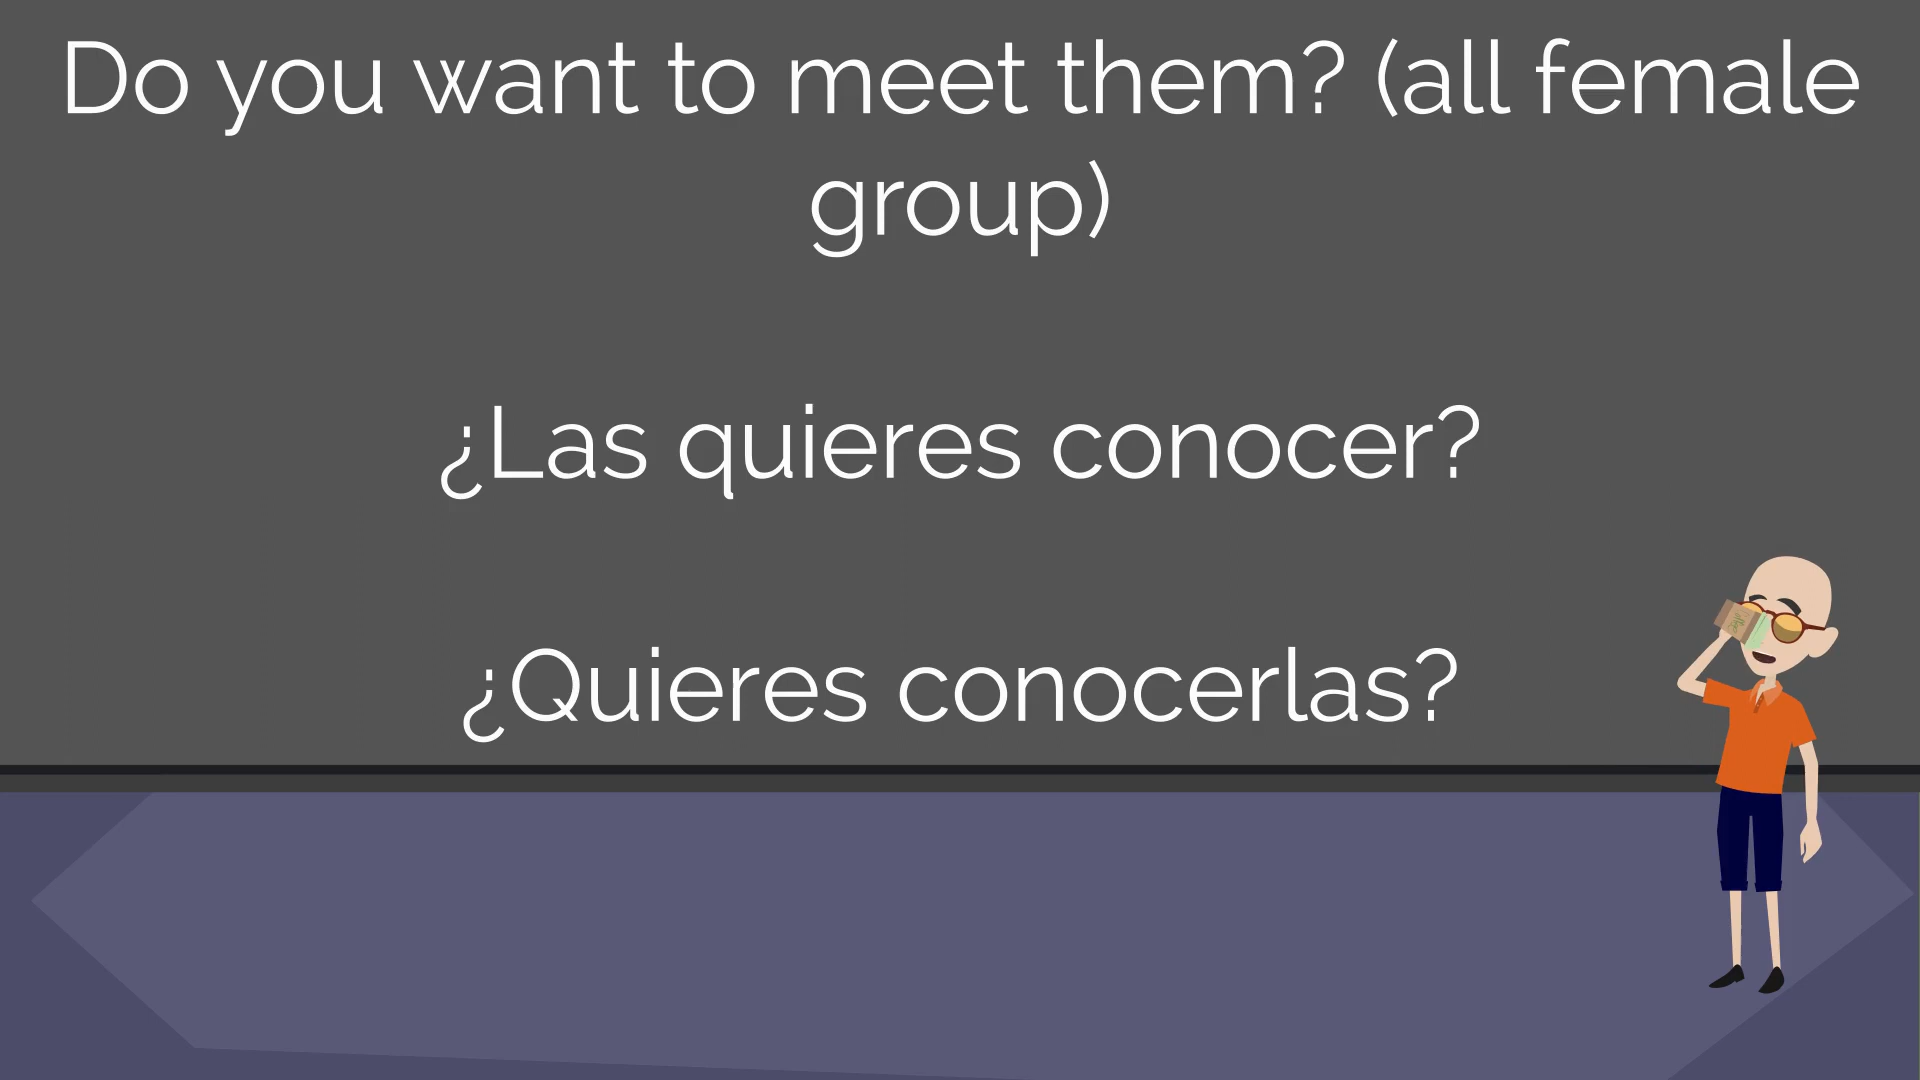 Do you want to meet them? (all female
group)
¿Las quieres conocer?
¿Quieres conocerlas?